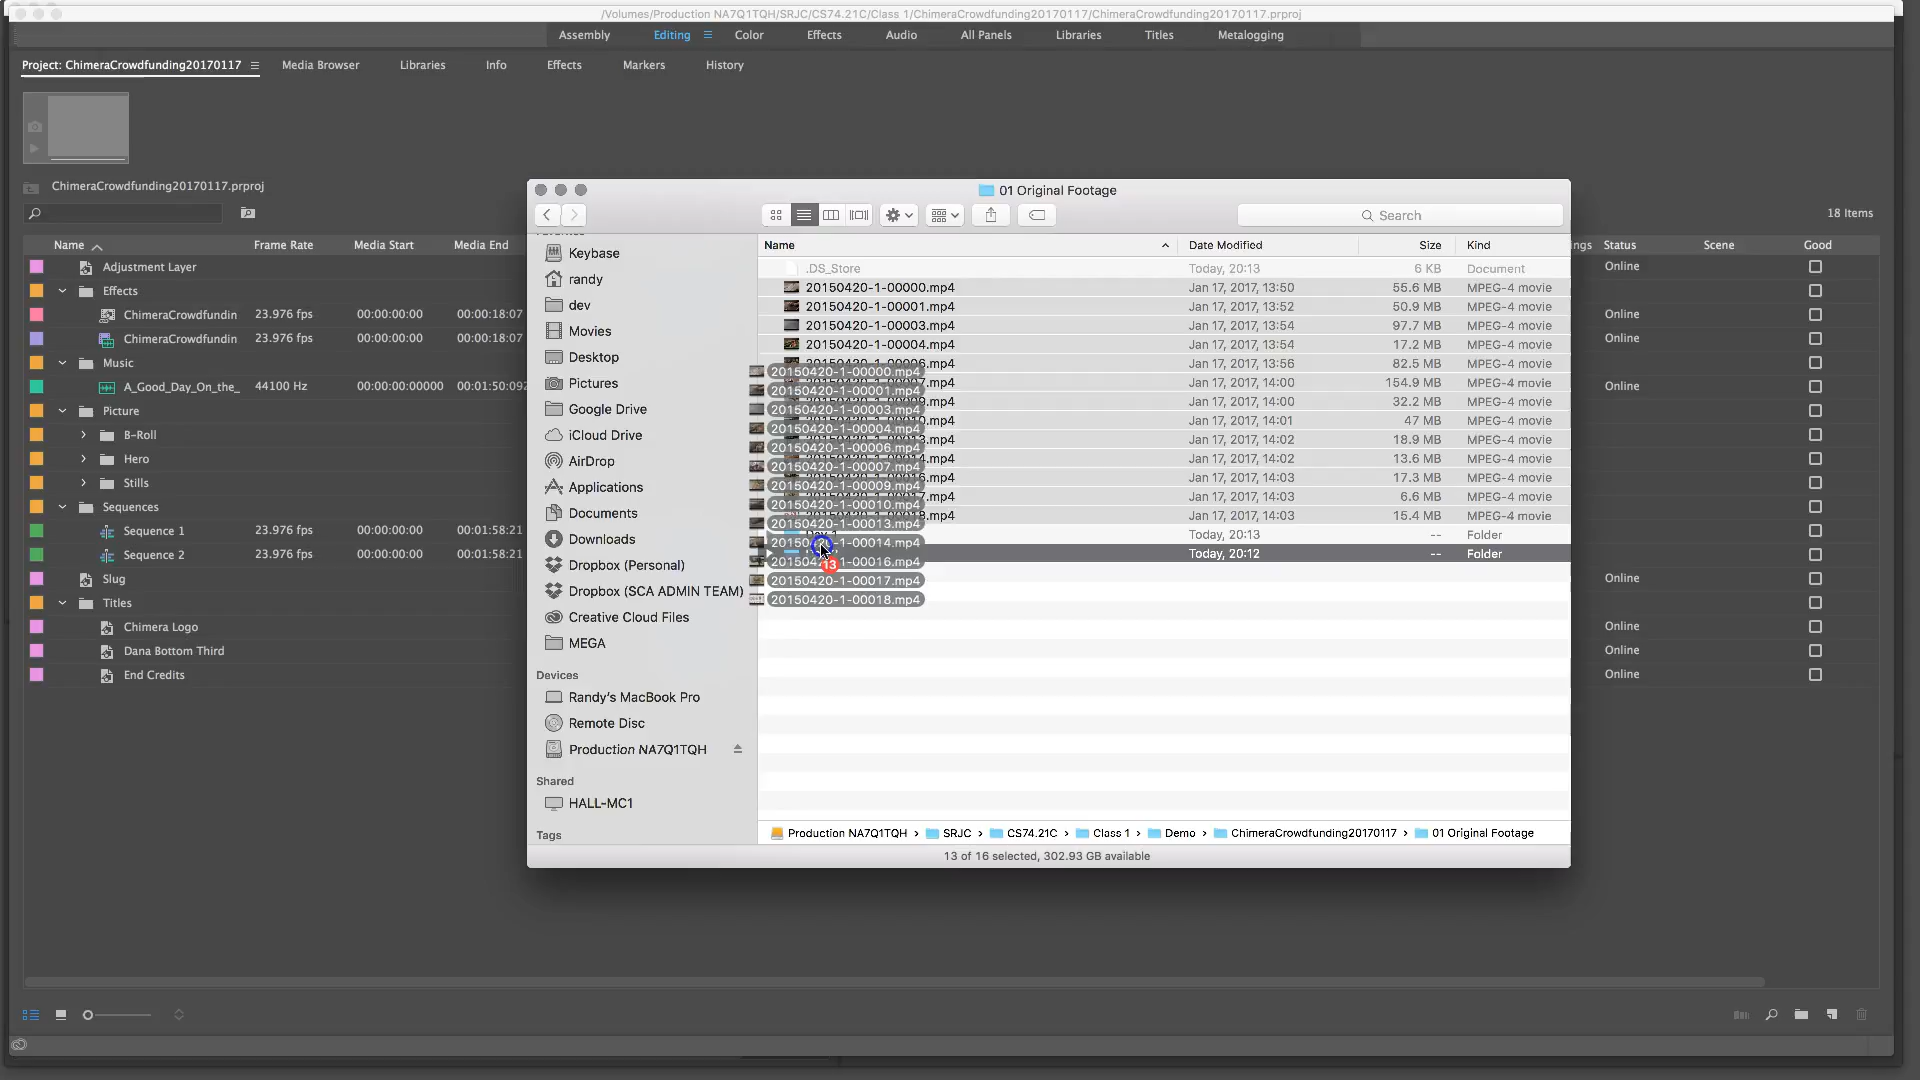 /Volumes/Production NA7Q1TQH/SRJC/CS74.21C/Class 1/ChimeraCrowdfunding20170117/ChimeraCrowdfunding20170117.prproj
Assembly Editing Color Effects Audio All Panels Libraries Titles Metalogging
Project: ChimeraCrowdfunding20170117 Media Browser Libraries Info Effects Markers History
ChimeraCrowdfunding20170117.prproj
18 Items
Name Frame Rate Media Start Media End
ngs Status Scene Good
Adjustment Layer Online
Effects
ChimeraCrowdfundin 23.976 fps 00:00:00:00 00:00:18:07 Online
ChimeraCrowdfundin 23.976 fps 00:00:00:00 00:00:18:07 Online
Music
A_Good_Day_On_the_ 44100 Hz 00:00:00:00000 00:01:50:092 Online
Picture
B-Roll
Hero
Stills
Sequences
Sequence 1 23.976 fps 00:00:00:00 00:01:58:21
Sequence 2 23.976 fps 00:00:00:00 00:01:58:21
Slug Online
Titles
Chimera Logo Online
Dana Bottom Third Online
End Credits Online
01 Original Footage
Search
Keybase
randy
dev
Movies
Desktop
Pictures
Google Drive
iCloud Drive
AirDrop
Applications
Documents
Downloads
Dropbox (Personal)
Dropbox (SCA ADMIN TEAM)
Creative Cloud Files
MEGA
Devices
Randy's MacBook Pro
Remote Disc
Production NA7Q1TQH
Shared
HALL-MC1
Tags
Name Date Modified Size Kind
.DS_Store Today, 20:13 6 KB Document
20150420-1-00000.mp4 Jan 17, 2017, 13:50 55.6 MB MPEG-4 movie
20150420-1-00001.mp4 Jan 17, 2017, 13:52 50.9 MB MPEG-4 movie
20150420-1-00003.mp4 Jan 17, 2017, 13:54 97.7 MB MPEG-4 movie
20150420-1-00004.mp4 Jan 17, 2017, 13:54 17.2 MB MPEG-4 movie
20150420-1-00006.mp4 Jan 17, 2017, 13:56 82.5 MB MPEG-4 movie
Jan 17, 2017, 14:00 154.9 MB MPEG-4 movie
Jan 17, 2017, 14:00 32.2 MB MPEG-4 movie
Jan 17, 2017, 14:01 47 MB MPEG-4 movie
Jan 17, 2017, 14:02 18.9 MB MPEG-4 movie
Jan 17, 2017, 14:02 13.6 MB MPEG-4 movie
Jan 17, 2017, 14:03 17.3 MB MPEG-4 movie
Jan 17, 2017, 14:03 6.6 MB MPEG-4 movie
Jan 17, 2017, 14:03 15.4 MB MPEG-4 movie
Today, 20:13 -- Folder
Today, 20:12 -- Folder
20150420-1-00000.mp4
20150420-1-00001.mp4
20150420-1-00003.mp4
20150420-1-00004.mp4
20150420-1-00006.mp4
20150420-1-00007.mp4
20150420-1-00009.mp4
20150420-1-00010.mp4
20150420-1-00013.mp4
20150420-1-00014.mp4
20150420-1-00016.mp4
20150420-1-00017.mp4
20150420-1-00018.mp4
13
Production NA7Q1TQH › SRJC › CS74.21C › Class 1 › Demo › ChimeraCrowdfunding20170117 › 01 Original Footage
13 of 16 selected, 302.93 GB available